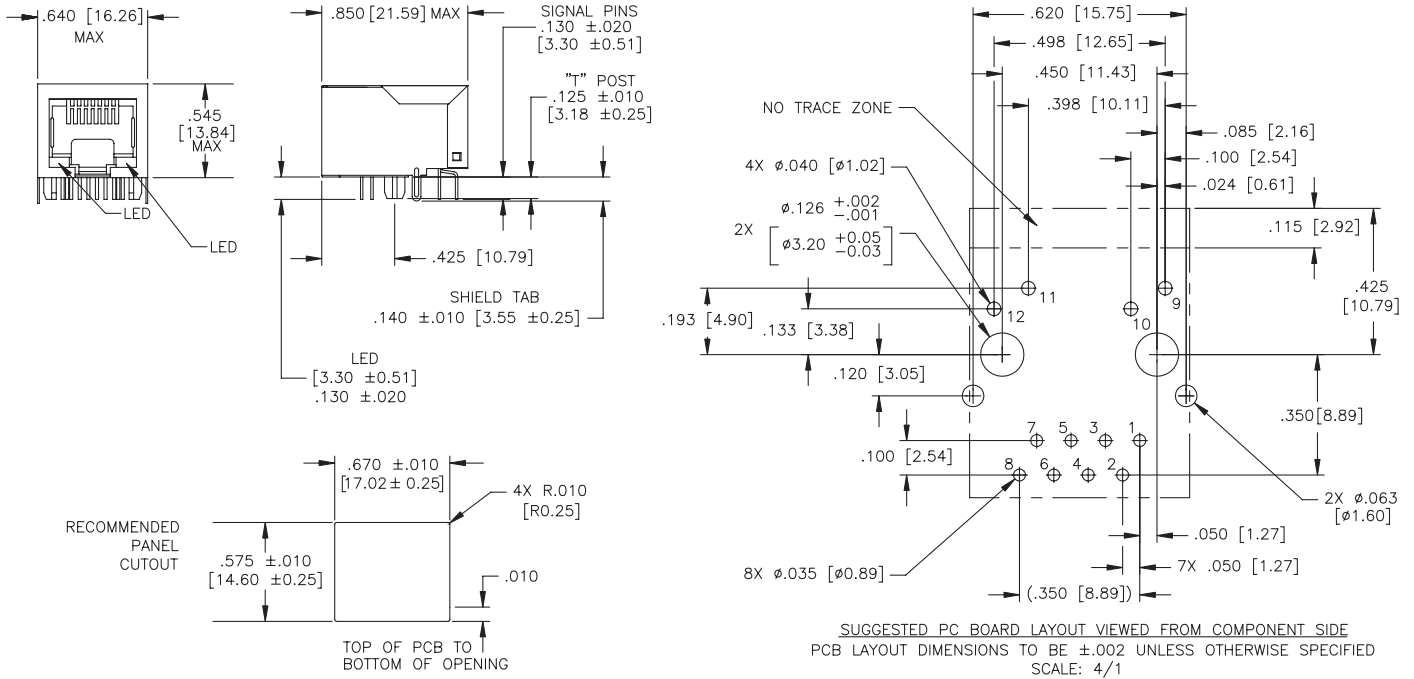 .640 [16.26]
MAX
.545
[13.84]
MAX
LED
LED
.850 [21.59] MAX
SIGNAL PINS
.130 ±.020
[3.30 ±0.51]
"T" POST
.125 ±.010
[3.18 ±0.25]
.425 [10.79]
SHIELD TAB
.140 ±.010 [3.55 ±0.25]
LED
[3.30 ±0.51]
.130 ±.020
.670 ±.010
[17.02 ± 0.25]
4X R.010
[R0.25]
RECOMMENDED
PANEL
CUTOUT
.575 ±.010
[14.60 ±0.25]
.010
TOP OF PCB TO
BOTTOM OF OPENING
.620 [15.75]
.498 [12.65]
.450 [11.43]
.398 [10.11]
NO TRACE ZONE
.085 [2.16]
.100 [2.54]
.024 [0.61]
4X ø.040 [ø1.02]
2X ø.126 +.002 -.001
[ø3.20 +0.05 -0.03]
.115 [2.92]
.425
[10.79]
11
9
12
10
.193 [4.90]
.133 [3.38]
.120 [3.05]
.350[8.89]
7 5 3 1
.100 [2.54]
8 6 4 2
2X ø.063
[ø1.60]
.050 [1.27]
8X ø.035 [ø0.89]
7X .050 [1.27]
(.350 [8.89])
SUGGESTED PC BOARD LAYOUT VIEWED FROM COMPONENT SIDE
PCB LAYOUT DIMENSIONS TO BE ±.002 UNLESS OTHERWISE SPECIFIED
SCALE: 4/1